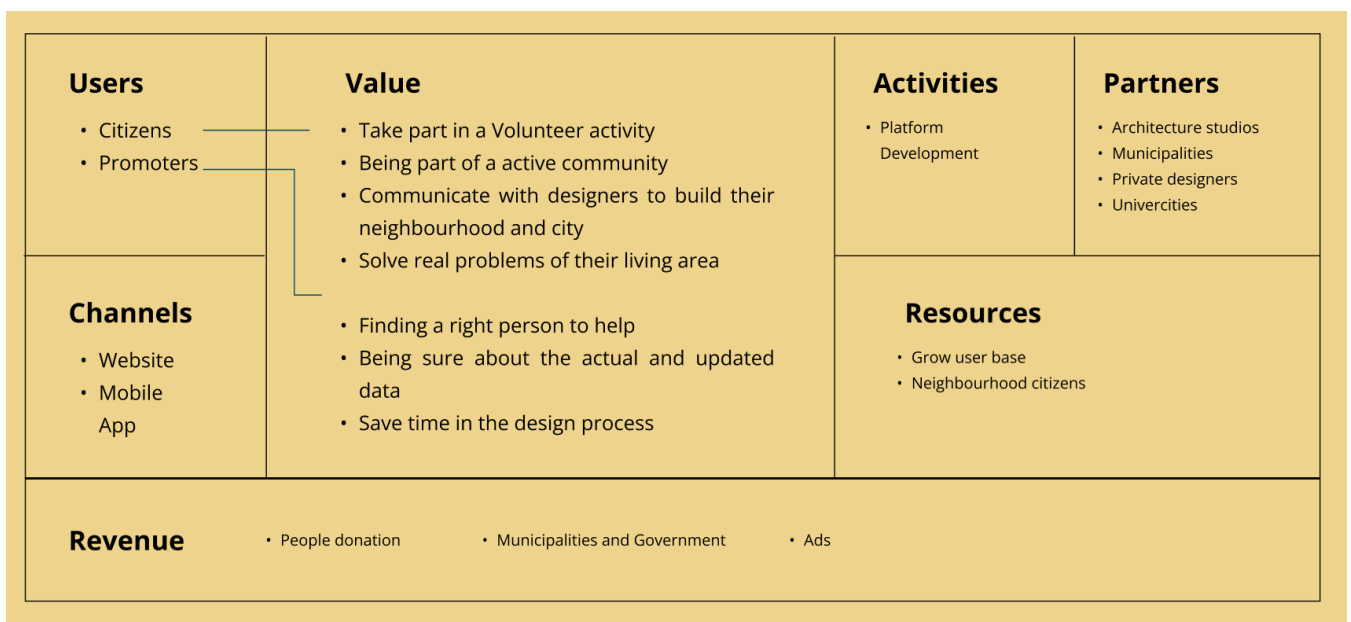 Users
• Citizens
• Promoters
Value
• Take part in a Volunteer activity
• Being part of a active community
• Communicate with designers to build their
neighbourhood and city
• Solve real problems of their living area
• Finding a right person to help
• Being sure about the actual and updated
data
• Save time in the design process
Activities
• Platform
Development
Partners
• Architecture studios
• Municipalities
• Private designers
• Univercities
Channels
• Website
• Mobile
App
Resources
• Grow user base
• Neighbourhood citizens
Revenue
• People donation
• Municipalities and Government
• Ads